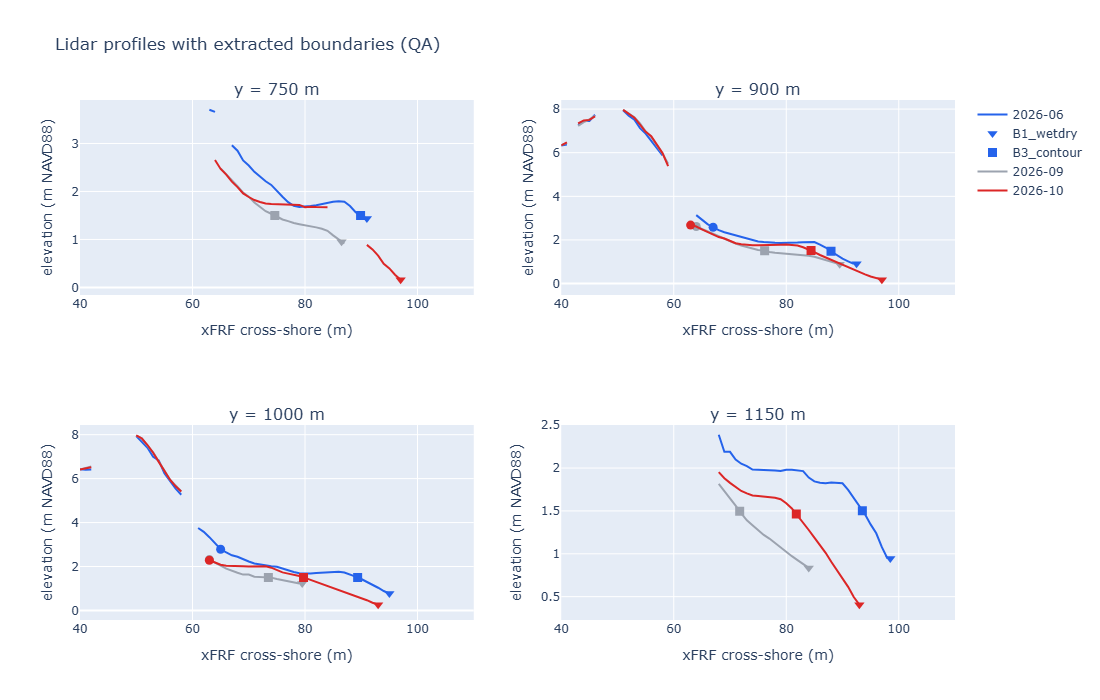 Lidar profiles with extracted boundaries (QA)
y = 750 m
elevation (m NAVD88)
3
2
1
0
40 60 80 100
xFRF cross-shore (m)
y = 900 m
elevation (m NAVD88)
8
6
4
2
0
40 60 80 100
xFRF cross-shore (m)
2026-06
B1_wetdry
B3_contour
2026-09
2026-10
y = 1000 m
elevation (m NAVD88)
8
6
4
2
0
40 60 80 100
xFRF cross-shore (m)
y = 1150 m
elevation (m NAVD88)
2.5
2
1.5
1
0.5
40 60 80 100
xFRF cross-shore (m)